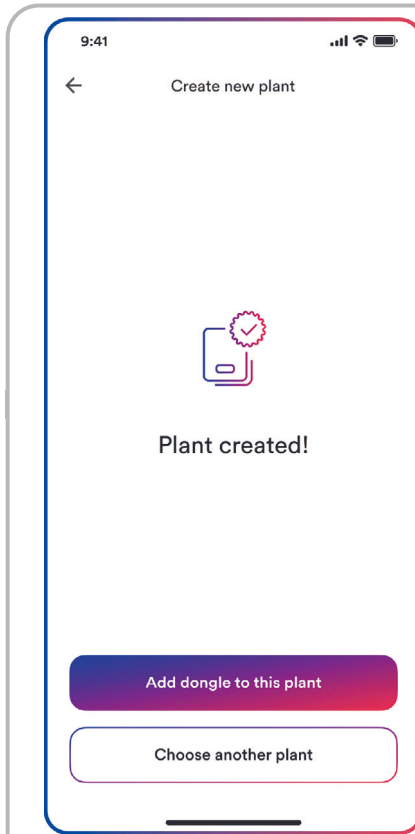 9:41
Create new plant
Plant created!
Add dongle to this plant
Choose another plant